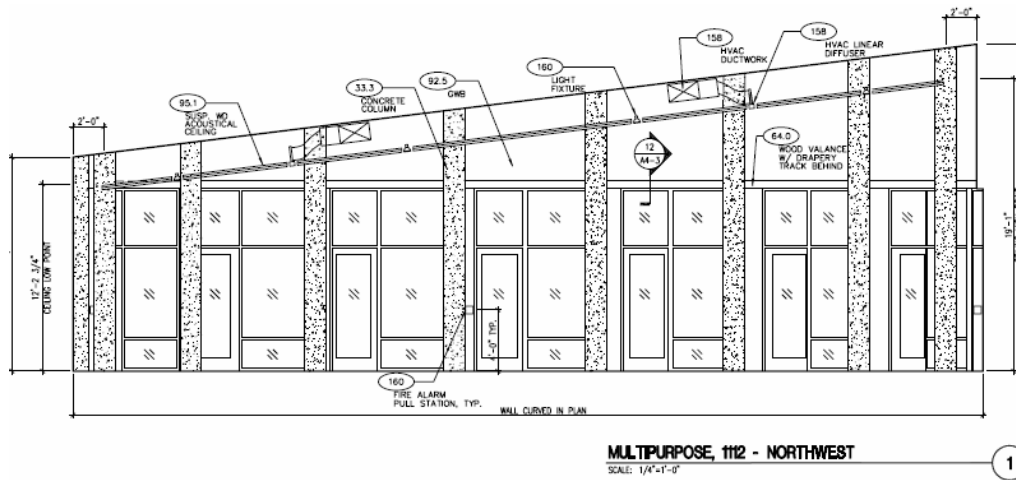 2'-0"
158
HVAC
DUCTWORK
158
HVAC LINEAR
DIFFUSER
160
LIGHT
FIXTURE
92.5
GWB
33.3
CONCRETE
COLUMN
95.1
SUSP. WD
ACOUSTICAL
CEILING
2'-0"
12
A4-3
64.0
WOOD VALANCE
W/ DRAPERY
TRACK BEHIND
12'-2 3/4"
CEILING LOW POINT
19'-1"
4'-0" TYP.
160
FIRE ALARM
PULL STATION, TYP.
WALL CURVED IN PLAN
MULTIPURPOSE, 1112 - NORTHWEST
SCALE: 1/4"=1'-0"
1